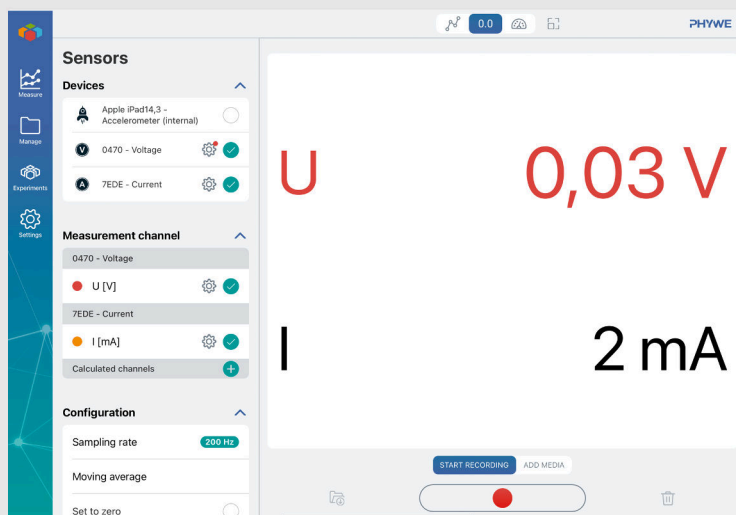 0.0
PHYWE
Measure
Manage
Experiments
Settings
Sensors
Devices
Apple iPad14,3 -
Accelerometer (internal)
V 0470 - Voltage
A 7EDE - Current
Measurement channel
0470 - Voltage
U [V]
7EDE - Current
I [mA]
Calculated channels
Configuration
Sampling rate 200 Hz
Moving average
Set to zero
U 0,03 V
I 2 mA
START RECORDING ADD MEDIA